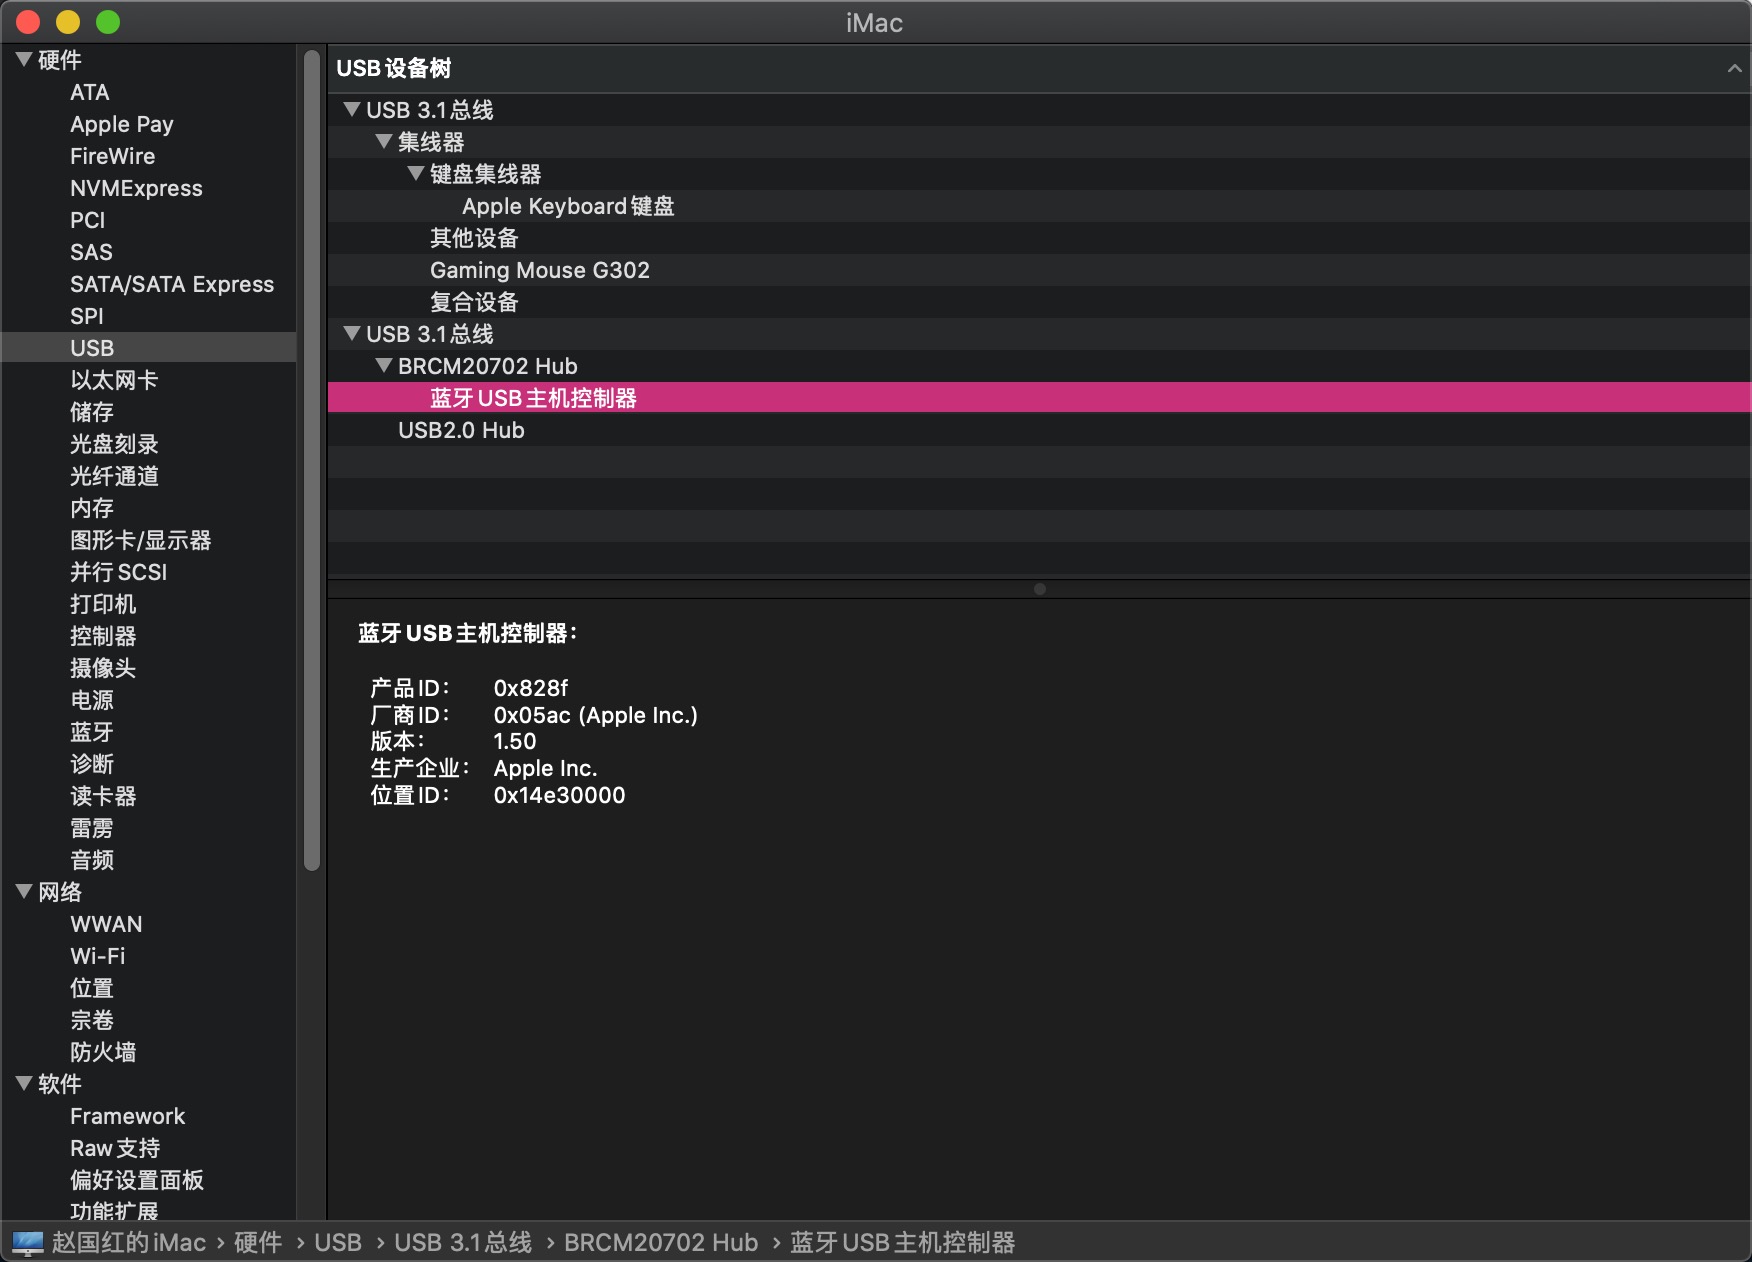 iMac
硬件
ATA
Apple Pay
FireWire
NVMExpress
PCI
SAS
SATA/SATA Express
SPI
USB
以太网卡
储存
光盘刻录
光纤通道
内存
图形卡/显示器
并行SCSI
打印机
控制器
摄像头
电源
蓝牙
诊断
读卡器
雷雳
音频
网络
WWAN
Wi-Fi
位置
宗卷
防火墙
软件
Framework
Raw支持
偏好设置面板
功能扩展
USB设备树
USB 3.1总线
集线器
键盘集线器
Apple Keyboard键盘
其他设备
Gaming Mouse G302
复合设备
USB 3.1总线
BRCM20702 Hub
蓝牙USB主机控制器
USB2.0 Hub
蓝牙USB主机控制器：
产品ID： 0x828f
厂商ID： 0x05ac (Apple Inc.)
版本： 1.50
生产企业： Apple Inc.
位置ID： 0x14e30000
赵国红的iMac › 硬件 › USB › USB 3.1总线 › BRCM20702 Hub › 蓝牙USB主机控制器